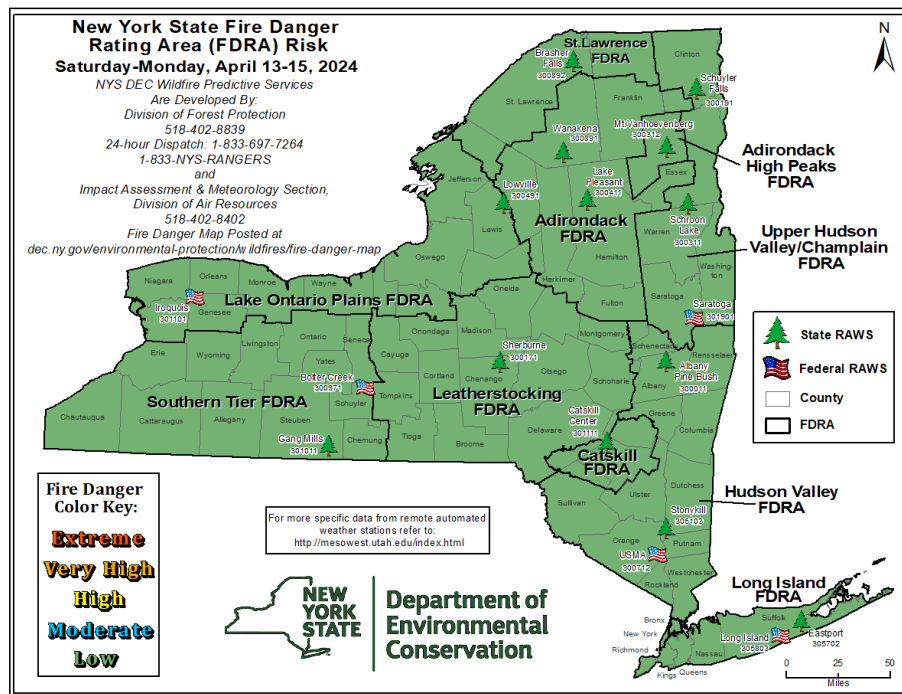 New York State Fire Danger
Rating Area (FDRA) Risk
Saturday-Monday, April 13-15, 2024
NYS DEC Wildfire Predictive Services
Are Developed By:
Division of Forest Protection
518-402-8839
24-hour Dispatch: 1-833-697-7264
1-833-NYS-RANGERS
and
Impact Assessment & Meteorology Section,
Division of Air Resources
518-402-8402
Fire Danger Map Posted at
dec.ny.gov/environmental-protection/wildfires/fire-danger-map
N
St.Lawrence
FDRA
Brasher
Falls
300892
Clinton
Schuyler
Falls
300191
St. Lawrence
Franklin
Wanakena
300891
Mt Vanhoevenberg
300312
Adirondack
High Peaks
FDRA
Essex
Jefferson
Lowville
300491
Lake
Pleasant
300411
Schroon
Lake
300311
Adirondack
FDRA
Lewis
Warren
Upper Hudson
Valley/Champlain
FDRA
Hamilton
Washing-
ton
Oswego
Herkimer
Fulton
Saratoga
Saratoga
301901
Oneida
Niagara
Orleans
Monroe
Wayne
Genesee
Iroquois
301101
Lake Ontario Plains FDRA
Erie
Wyoming
Livingston
Ontario
Seneca
Yates
Onondaga
Cayuga
Madison
Montgomery
Schenectady
Rensselaer
Sherburne
300171
Cortland
Chenango
Otsego
Schoharie
Albany
Albany
Pine Bush
300011
Bolter Creek
300971
Schuyler
Tompkins
Southern Tier FDRA
Leatherstocking
FDRA
Chautauqua
Cattaraugus
Allegany
Steuben
Chemung
Gang Mills
301011
Tioga
Broome
Delaware
Catskill
Center
301111
Greene
Columbia
Catskill
FDRA
Sullivan
Ulster
Dutchess
Hudson Valley
FDRA
Stonykill
305103
Orange
Putnam
USMA
300712
Westchester
Rockland
Long Island
FDRA
Bronx
New York
Richmond
Kings
Queens
Nassau
Suffolk
Long Island
305803
Eastport
305702
0 25 50
Miles
State RAWS
Federal RAWS
County
FDRA
Fire Danger
Color Key:
Extreme
Very High
High
Moderate
Low
For more specific data from remote automated
weather stations refer to:
http://mesowest.utah.edu/index.html
NEW
YORK
STATE
Department of
Environmental
Conservation